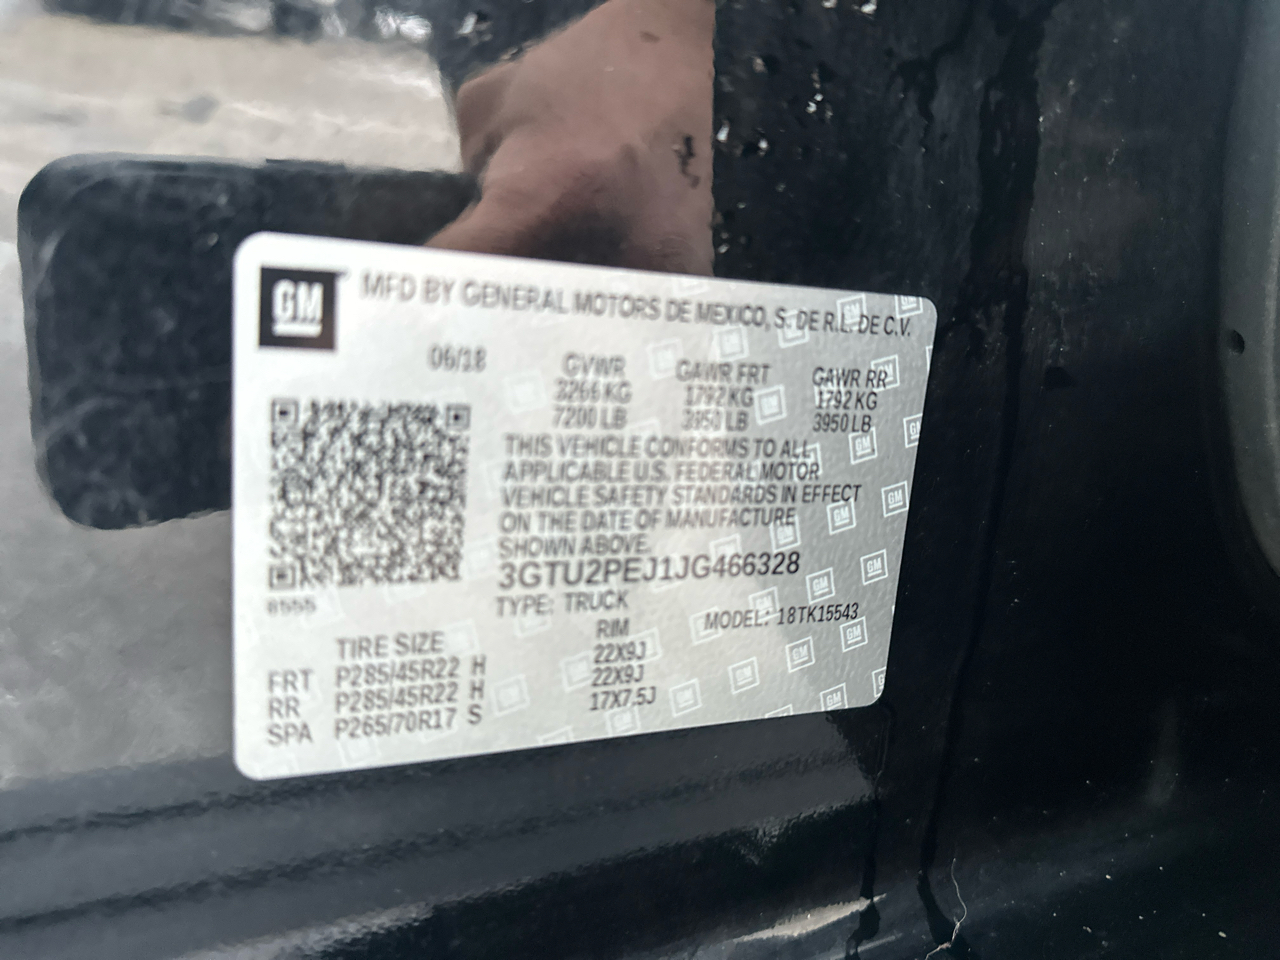 GM MFD BY GENERAL MOTORS DE MEXICO, S. DE R.L. DE C.V.
06/18 GVWR GAWR FRT GAWR RR
3266 KG 1792 KG 1792 KG
7200 LB 3950 LB 3950 LB
THIS VEHICLE CONFORMS TO ALL
APPLICABLE U.S. FEDERAL MOTOR
VEHICLE SAFETY STANDARDS IN EFFECT
ON THE DATE OF MANUFACTURE
SHOWN ABOVE.
3GTU2PEJ1JG466328
8555
TYPE: TRUCK MODEL: 18TK15543
TIRE SIZE RIM
FRT P285/45R22 H 22X9J
RR P285/45R22 H 22X9J
SPA P265/70R17 S 17X7.5J